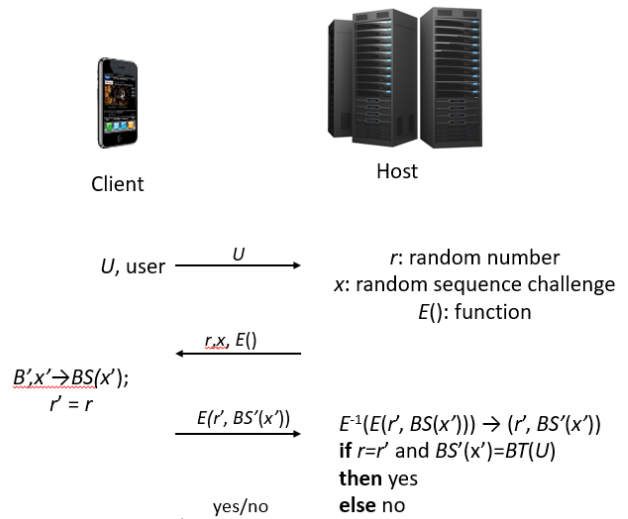 Client
Host
U, user
U
r: random number
x: random sequence challenge
E(): function
r,x, E()
B’,x’→BS(x’);
r’ = r
E(r’, BS’(x’))
E⁻¹(E(r’, BS(x’))) → (r’, BS’(x’))
if r=r’ and BS’(x’)=BT(U)
then yes
else no
yes/no